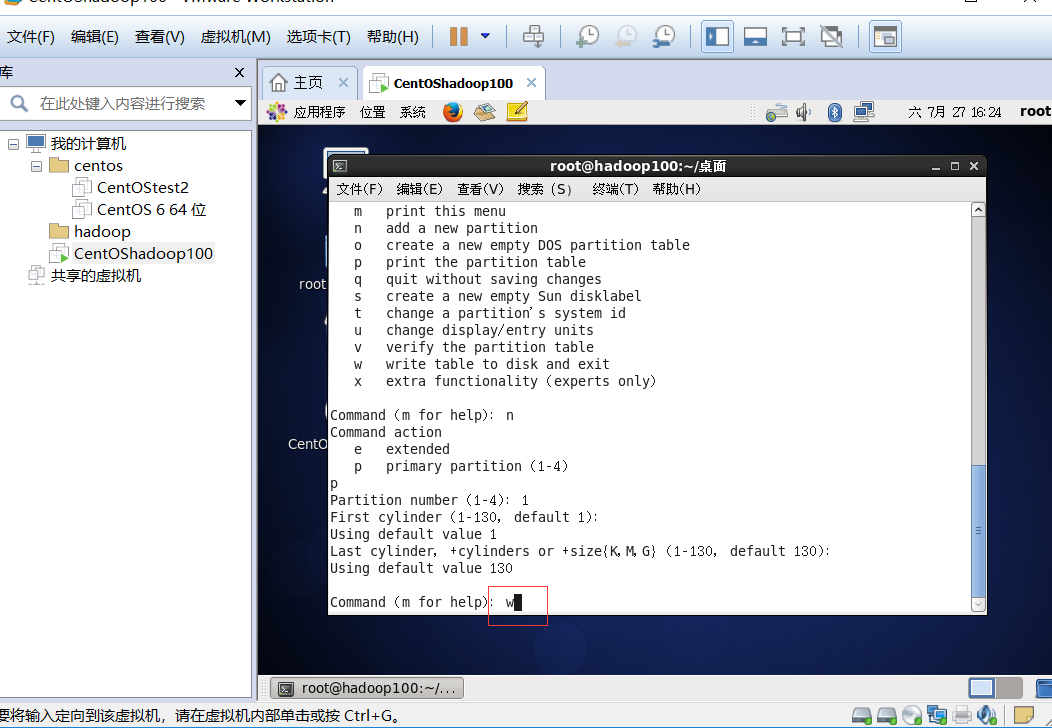 CentOShadoop100 - VMware Workstation
文件(F) 编辑(E) 查看(V) 虚拟机(M) 选项卡(T) 帮助(H)
库
在此处键入内容进行搜索
我的计算机
centos
CentOStest2
CentOS 6 64 位
hadoop
CentOShadoop100
共享的虚拟机
主页 CentOShadoop100
应用程序 位置 系统 六 7月 27 16:24 root
root
CentO
root@hadoop100:~/桌面
文件(F) 编辑(E) 查看(V) 搜索 (S) 终端(T) 帮助(H)
m print this menu
n add a new partition
o create a new empty DOS partition table
p print the partition table
q quit without saving changes
s create a new empty Sun disklabel
t change a partition's system id
u change display/entry units
v verify the partition table
w write table to disk and exit
x extra functionality (experts only)
Command (m for help): n
Command action
e extended
p primary partition (1-4)
p
Partition number (1-4): 1
First cylinder (1-130, default 1):
Using default value 1
Last cylinder, +cylinders or +size{K,M,G} (1-130, default 130):
Using default value 130
Command (m for help): w
root@hadoop100:~/...
要将输入定向到该虚拟机，请在虚拟机内部单击或按 Ctrl+G。